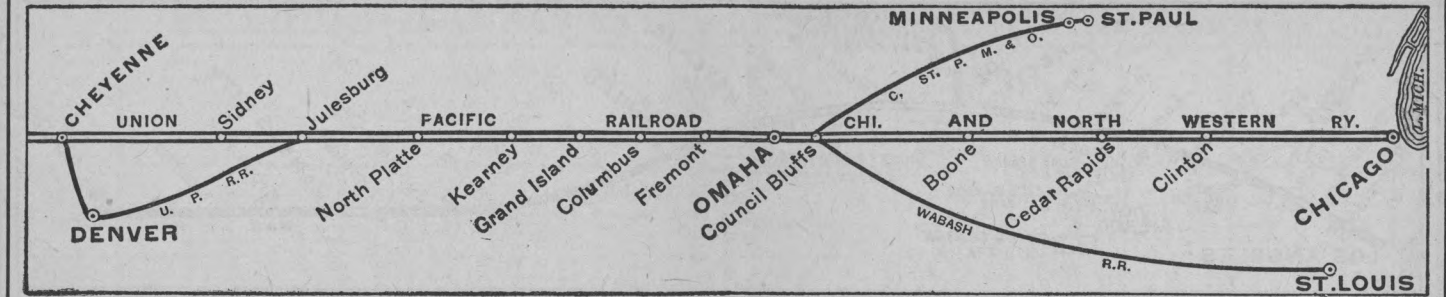 MINNEAPOLIS ST. PAUL
C. ST. P. M. & O.
CHEYENNE
Sidney
Julesburg
UNION PACIFIC RAILROAD
CHI. AND NORTH WESTERN RY.
L. MICH.
U. P. R.R.
DENVER
North Platte
Kearney
Grand Island
Columbus
Fremont
OMAHA
Council Bluffs
Boone
Cedar Rapids
Clinton
CHICAGO
WABASH R.R.
ST. LOUIS